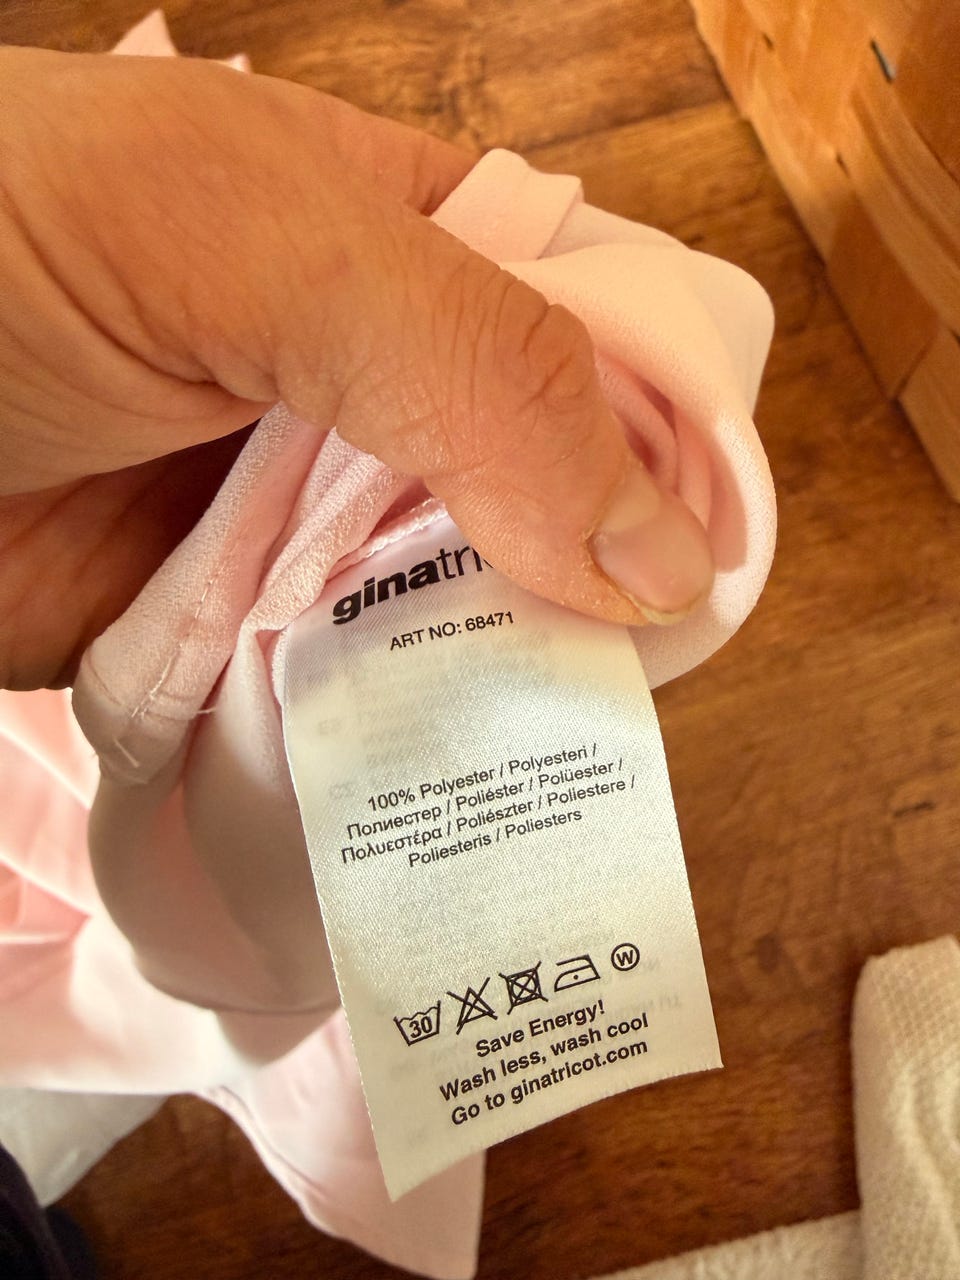 ginatri
ART NO: 68471
100% Polyester / Polyesteri /
Полиестер / Poliéster / Polüester /
Πολυεστέρα / Poliészter / Poliestere /
Poliesteris / Poliesters
30
W
Save Energy!
Wash less, wash cool
Go to ginatricot.com